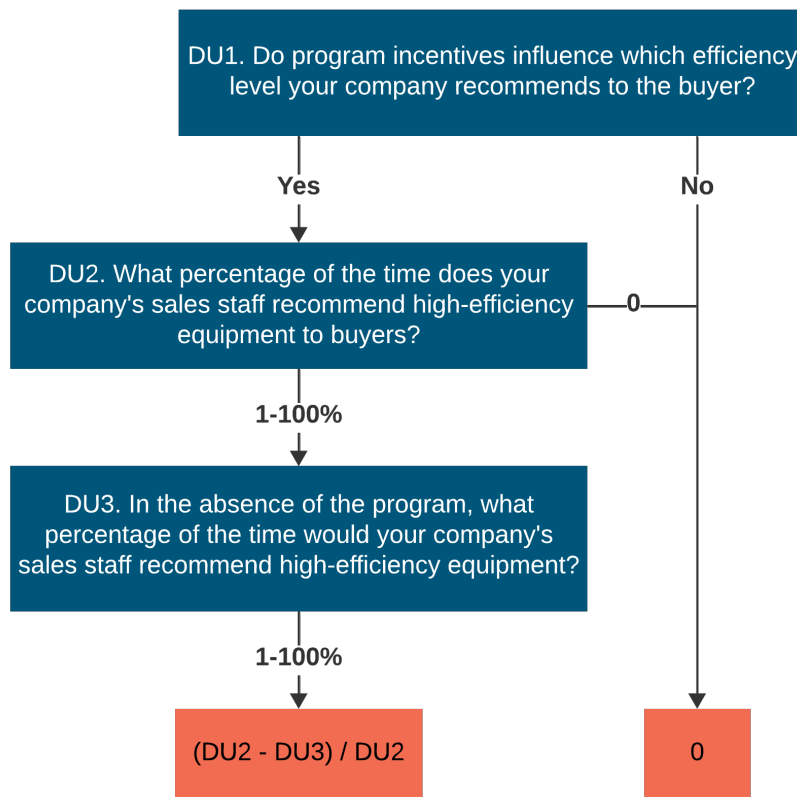 DU1. Do program incentives influence which efficiency
level your company recommends to the buyer?
Yes
No
DU2. What percentage of the time does your
company's sales staff recommend high-efficiency
equipment to buyers?
0
1-100%
DU3. In the absence of the program, what
percentage of the time would your company's
sales staff recommend high-efficiency equipment?
1-100%
(DU2 - DU3) / DU2
0